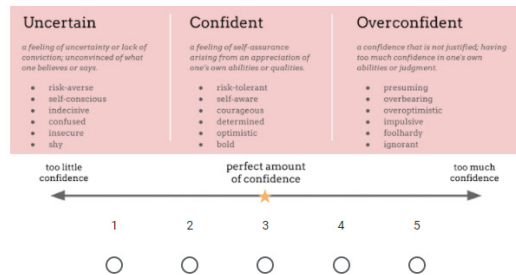 Uncertain
a feeling of uncertainty or lack of
conviction; unconvinced of what
one believes or says.
risk-averse
self-conscious
indecisive
confused
insecure
shy
Confident
a feeling of self-assurance
arising from an appreciation of
one's own abilities or qualities.
risk-tolerant
self-aware
courageous
determined
optimistic
bold
Overconfident
a confidence that is not justified; having
too much confidence in one's own
abilities or judgment.
presuming
overbearing
overoptimistic
impulsive
foolhardy
ignorant
too little
confidence
perfect amount
of confidence
too much
confidence
1 2 3 4 5